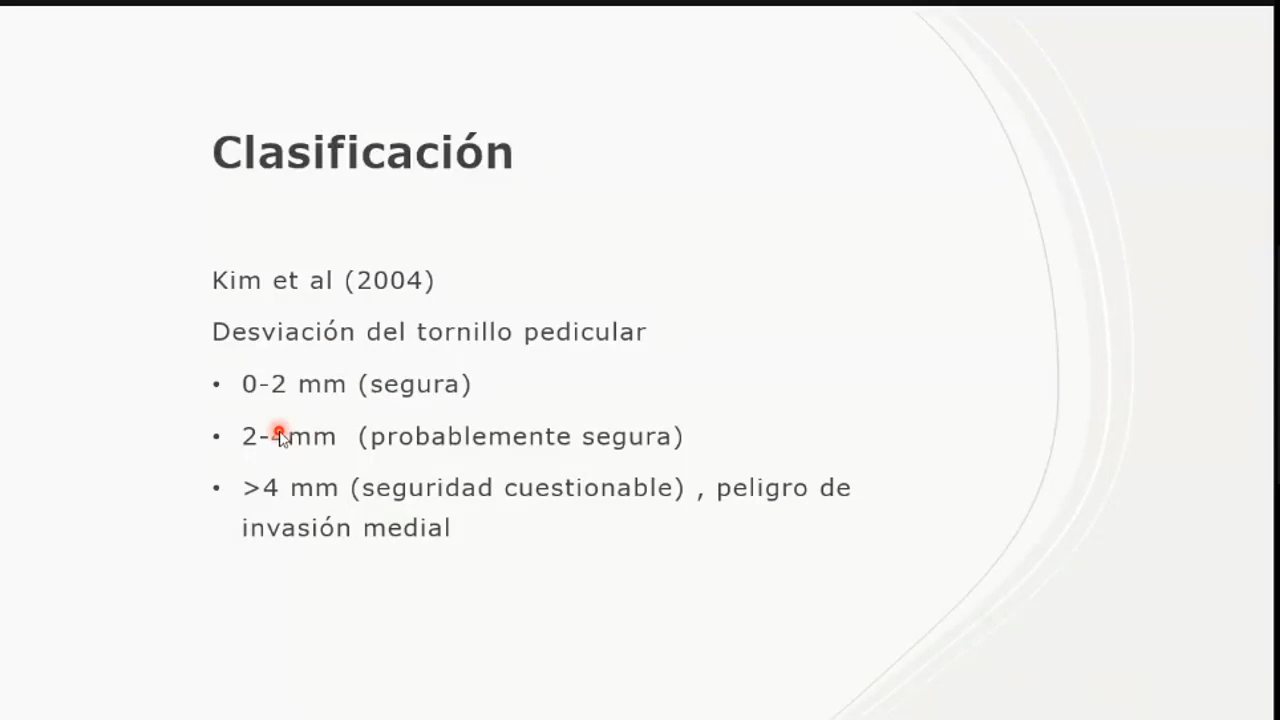 Clasificación
Kim et al (2004)
Desviación del tornillo pedicular
• 0-2 mm (segura)
• 2-4mm (probablemente segura)
• >4 mm (seguridad cuestionable) , peligro de
invasión medial